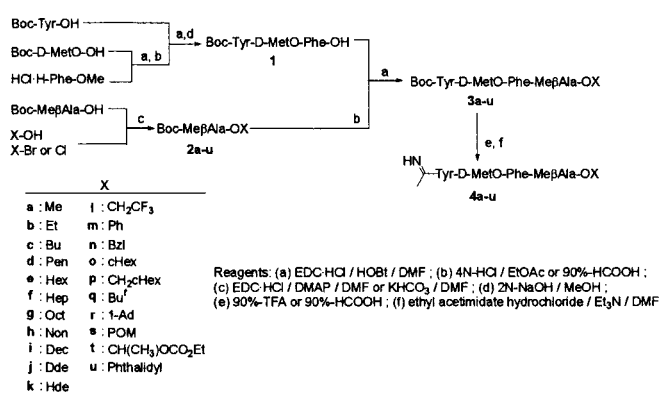 Boc-Tyr-OH
a,d
Boc-Tyr-D-MetO-Phe-OH
1
Boc-D-MetO-OH
a, b
HCl·H-Phe-OMe
a
Boc-Tyr-D-MetO-Phe-MeβAla-OX
3a-u
Boc-MeβAla-OH
c
Boc-MeβAla-OX
2a-u
b
X-OH
X-Br or Cl
e, f
HN
Tyr-D-MetO-Phe-MeβAla-OX
4a-u
X
a : Me l : CH2CF3
b : Et m : Ph
c : Bu n : Bzl
d : Pen o : cHex
e : Hex p : CH2cHex
f : Hep q : Buᵗ
g : Oct r : 1-Ad
h : Non s : POM
i : Dec t : CH(CH3)OCO2Et
j : Dde u : Phthalidyl
k : Hde
Reagents: (a) EDC·HCl / HOBt / DMF ; (b) 4N-HCl / EtOAc or 90%-HCOOH ;
(c) EDC·HCl / DMAP / DMF or KHCO3 / DMF ; (d) 2N-NaOH / MeOH ;
(e) 90%-TFA or 90%-HCOOH ; (f) ethyl acetimidate hydrochloride / Et3N / DMF